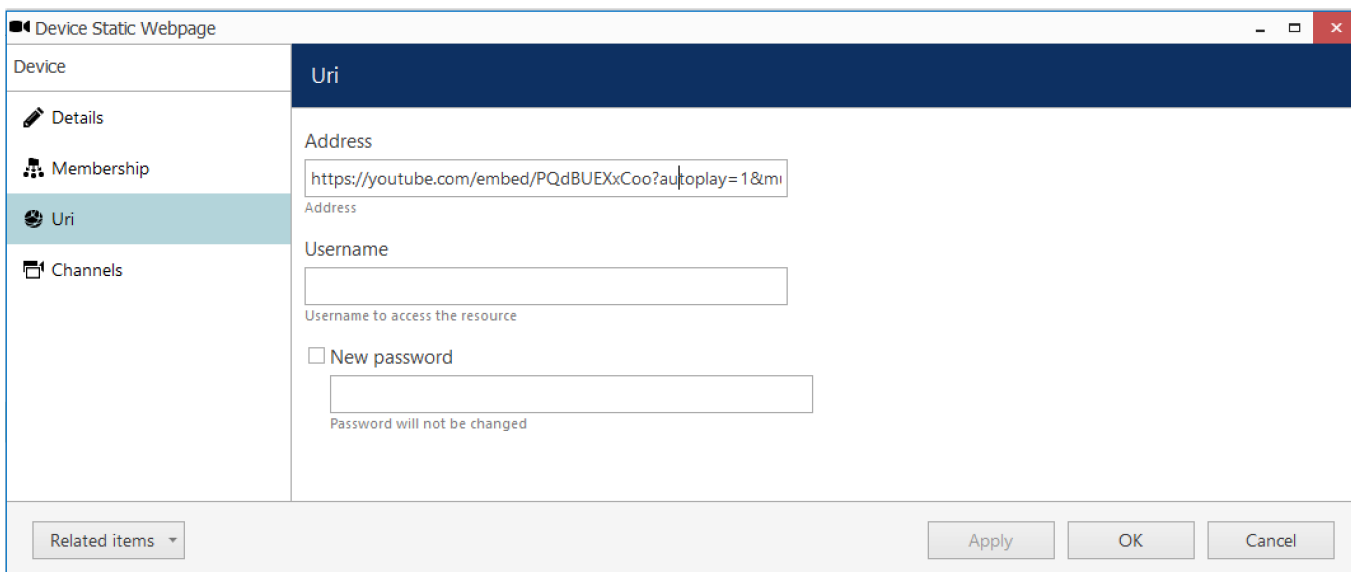 Device Static Webpage
Device
Uri
Details
Membership
Uri
Channels
Address
https://youtube.com/embed/PQdBUEXxCoo?autoplay=1&mu
Address
Username
Username to access the resource
New password
Password will not be changed
Related items
Apply
OK
Cancel